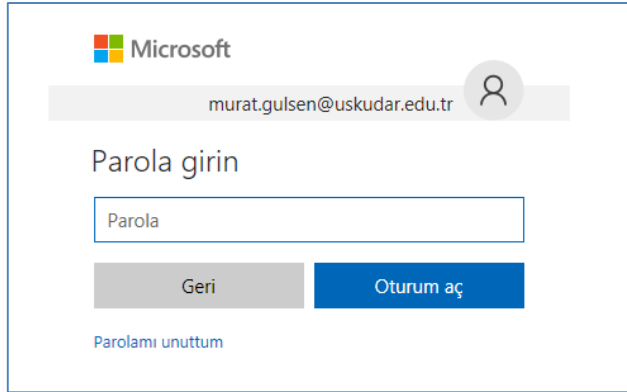 Microsoft
murat.gulsen@uskudar.edu.tr
Parola girin
Parola
Geri
Oturum aç
Parolamı unuttum